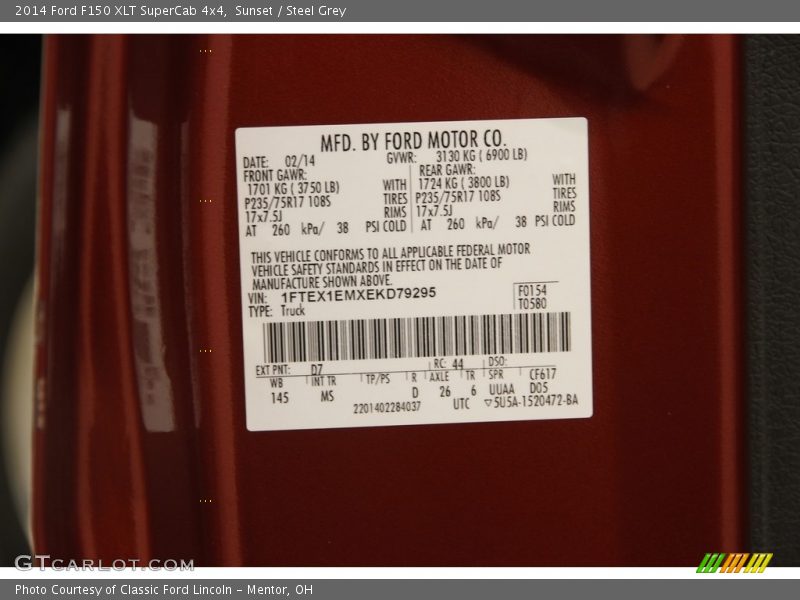 2014 Ford F150 XLT SuperCab 4x4, Sunset / Steel Grey
MFD. BY FORD MOTOR CO.
DATE: 02/14 GVWR: 3130 KG ( 6900 LB)
FRONT GAWR: REAR GAWR:
1701 KG ( 3750 LB) WITH 1724 KG ( 3800 LB) WITH
P235/75R17 108S TIRES P235/75R17 108S TIRES
17x7.5J RIMS 17x7.5J RIMS
AT 260 kPa/ 38 PSI COLD AT 260 kPa/ 38 PSI COLD
THIS VEHICLE CONFORMS TO ALL APPLICABLE FEDERAL MOTOR
VEHICLE SAFETY STANDARDS IN EFFECT ON THE DATE OF
MANUFACTURE SHOWN ABOVE.
VIN: 1FTEX1EMXEKD79295 F0154
TYPE: Truck T0580
EXT PNT: D7 RC: 44 DSO:
WB INT TR TP/PS R AXLE TR SPR CF617
145 MS D 26 6 UUAA D05
2201402284037 UTC ▽5U5A-1520472-BA
GTCARLOT.COM
Photo Courtesy of Classic Ford Lincoln – Mentor, OH